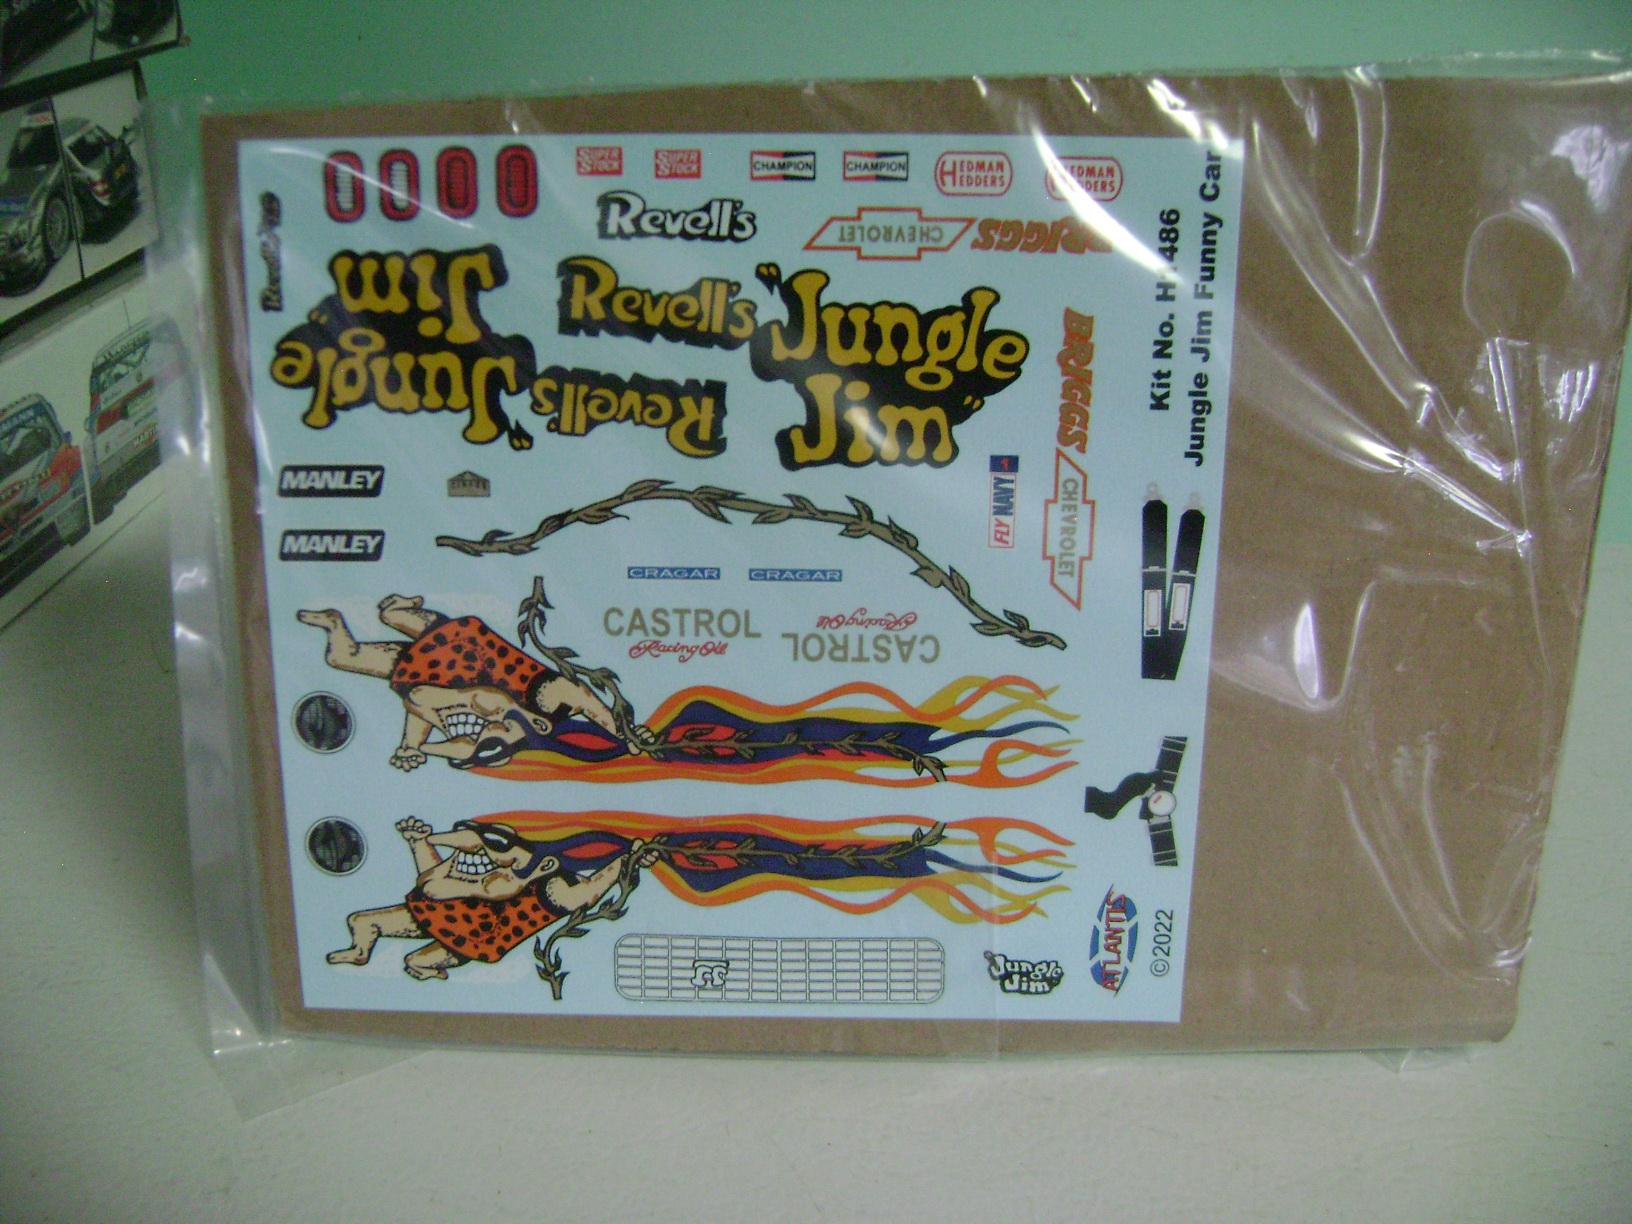 SUPER
STOCK
SUPER
STOCK
CHAMPION
CHAMPION
HEDMAN
HEDDERS
HEDMAN
HEDDERS
Revell's
CHEVROLET
BRIGGS
"Jungle
Jim"
Revell's
Revell's
"Jungle
Jim"
BRIGGS
CHEVROLET
Kit No.
Jungle Jim Funny Car
MANLEY
MANLEY
FLY NAVY
CRAGAR
CRAGAR
CASTROL
Racing Oil
CASTROL
Racing Oil
Jungle
Jim
ATLANTIS
©2022